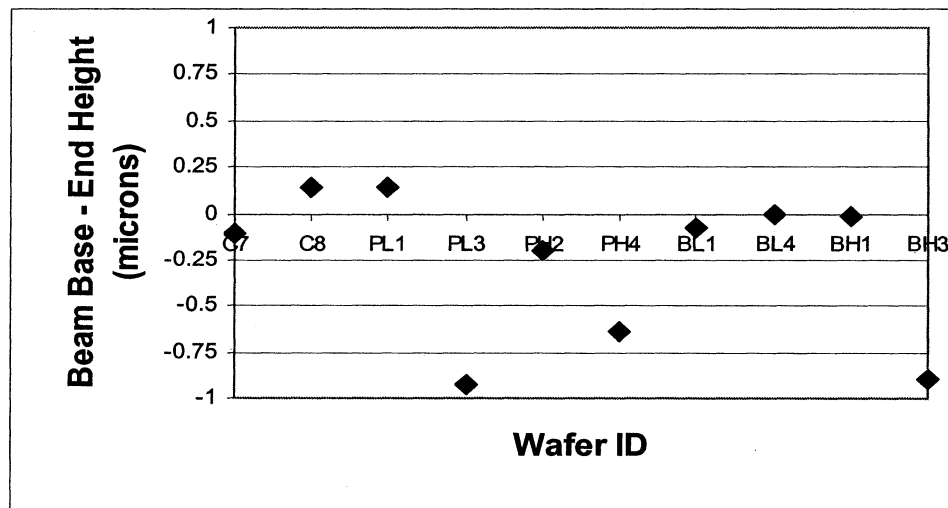 Beam Base - End Height
(microns)
1
0.75
0.5
0.25
0
-0.25
-0.5
-0.75
-1
C7 C8 PL1 PL3 PH2 PH4 BL1 BL4 BH1 BH3
Wafer ID